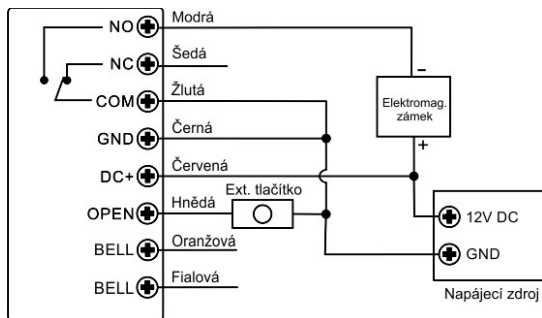 NO Modrá
NC Šedá
COM Žlutá
GND Černá
DC+ Červená
OPEN Hnědá Ext. tlačítko
BELL Oranžová
BELL Fialová
–
Elektromag.
zámek
+
12V DC
GND
Napájecí zdroj